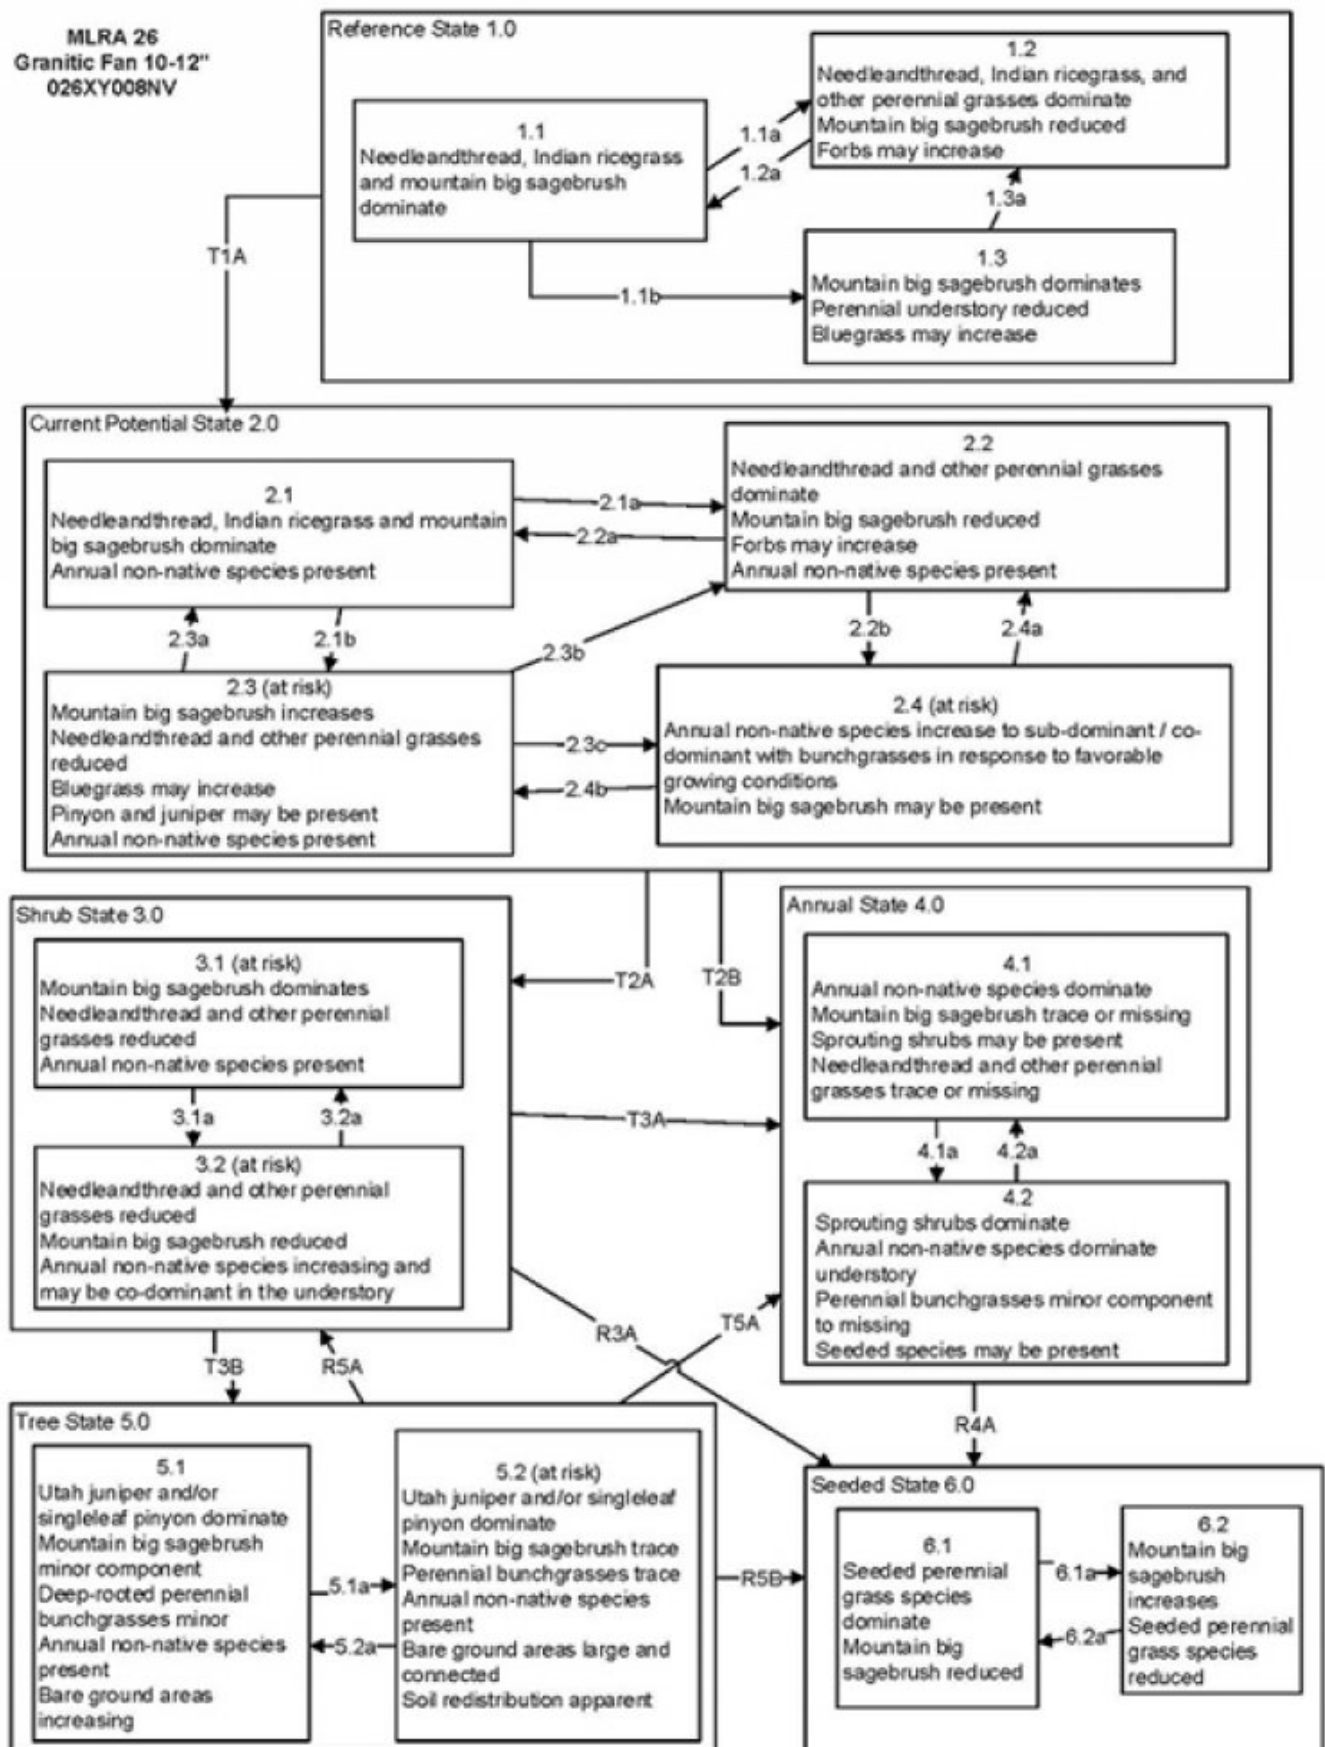 MLRA 26
Granitic Fan 10-12"
026XY008NV
Reference State 1.0
1.1
Needleandthread, Indian ricegrass
and mountain big sagebrush
dominate
1.1a
1.2a
1.2
Needleandthread, Indian ricegrass, and
other perennial grasses dominate
Mountain big sagebrush reduced
Forbs may increase
1.3a
1.1b
1.3
Mountain big sagebrush dominates
Perennial understory reduced
Bluegrass may increase
T1A
Current Potential State 2.0
2.1
Needleandthread, Indian ricegrass and mountain
big sagebrush dominate
Annual non-native species present
2.1a
2.2a
2.2
Needleandthread and other perennial grasses
dominate
Mountain big sagebrush reduced
Forbs may increase
Annual non-native species present
2.3a
2.1b
2.3b
2.2b
2.4a
2.3 (at risk)
Mountain big sagebrush increases
Needleandthread and other perennial grasses
reduced
Bluegrass may increase
Pinyon and juniper may be present
Annual non-native species present
2.3c
2.4b
2.4 (at risk)
Annual non-native species increase to sub-dominant / co-
dominant with bunchgrasses in response to favorable
growing conditions
Mountain big sagebrush may be present
Shrub State 3.0
3.1 (at risk)
Mountain big sagebrush dominates
Needleandthread and other perennial
grasses reduced
Annual non-native species present
3.1a
3.2a
3.2 (at risk)
Needleandthread and other perennial
grasses reduced
Mountain big sagebrush reduced
Annual non-native species increasing and
may be co-dominant in the understory
T2A
T2B
T3A
Annual State 4.0
4.1
Annual non-native species dominate
Mountain big sagebrush trace or missing
Sprouting shrubs may be present
Needleandthread and other perennial
grasses trace or missing
4.1a
4.2a
4.2
Sprouting shrubs dominate
Annual non-native species dominate
understory
Perennial bunchgrasses minor component
to missing
Seeded species may be present
T3B
R5A
R3A
T5A
R4A
Tree State 5.0
5.1
Utah juniper and/or
singleleaf pinyon dominate
Mountain big sagebrush
minor component
Deep-rooted perennial
bunchgrasses minor
Annual non-native species
present
Bare ground areas
increasing
5.1a
5.2a
5.2 (at risk)
Utah juniper and/or singleleaf
pinyon dominate
Mountain big sagebrush trace
Perennial bunchgrasses trace
Annual non-native species
present
Bare ground areas large and
connected
Soil redistribution apparent
R5B
Seeded State 6.0
6.1
Seeded perennial
grass species
dominate
Mountain big
sagebrush reduced
6.1a
6.2a
6.2
Mountain big
sagebrush
increases
Seeded perennial
grass species
reduced